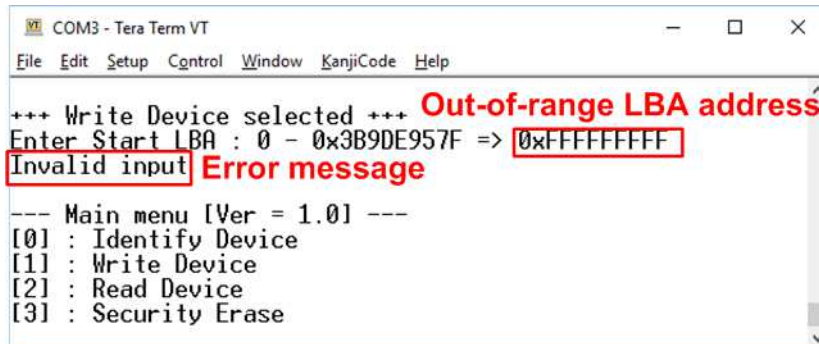 COM3 - Tera Term VT
File Edit Setup Control Window KanjiCode Help
+++ Write Device selected +++ Out-of-range LBA address
Enter Start LBA : 0 - 0x3B9DE957F => 0xFFFFFFFFF
Invalid input Error message
--- Main menu [Ver = 1.0] ---
[0] : Identify Device
[1] : Write Device
[2] : Read Device
[3] : Security Erase